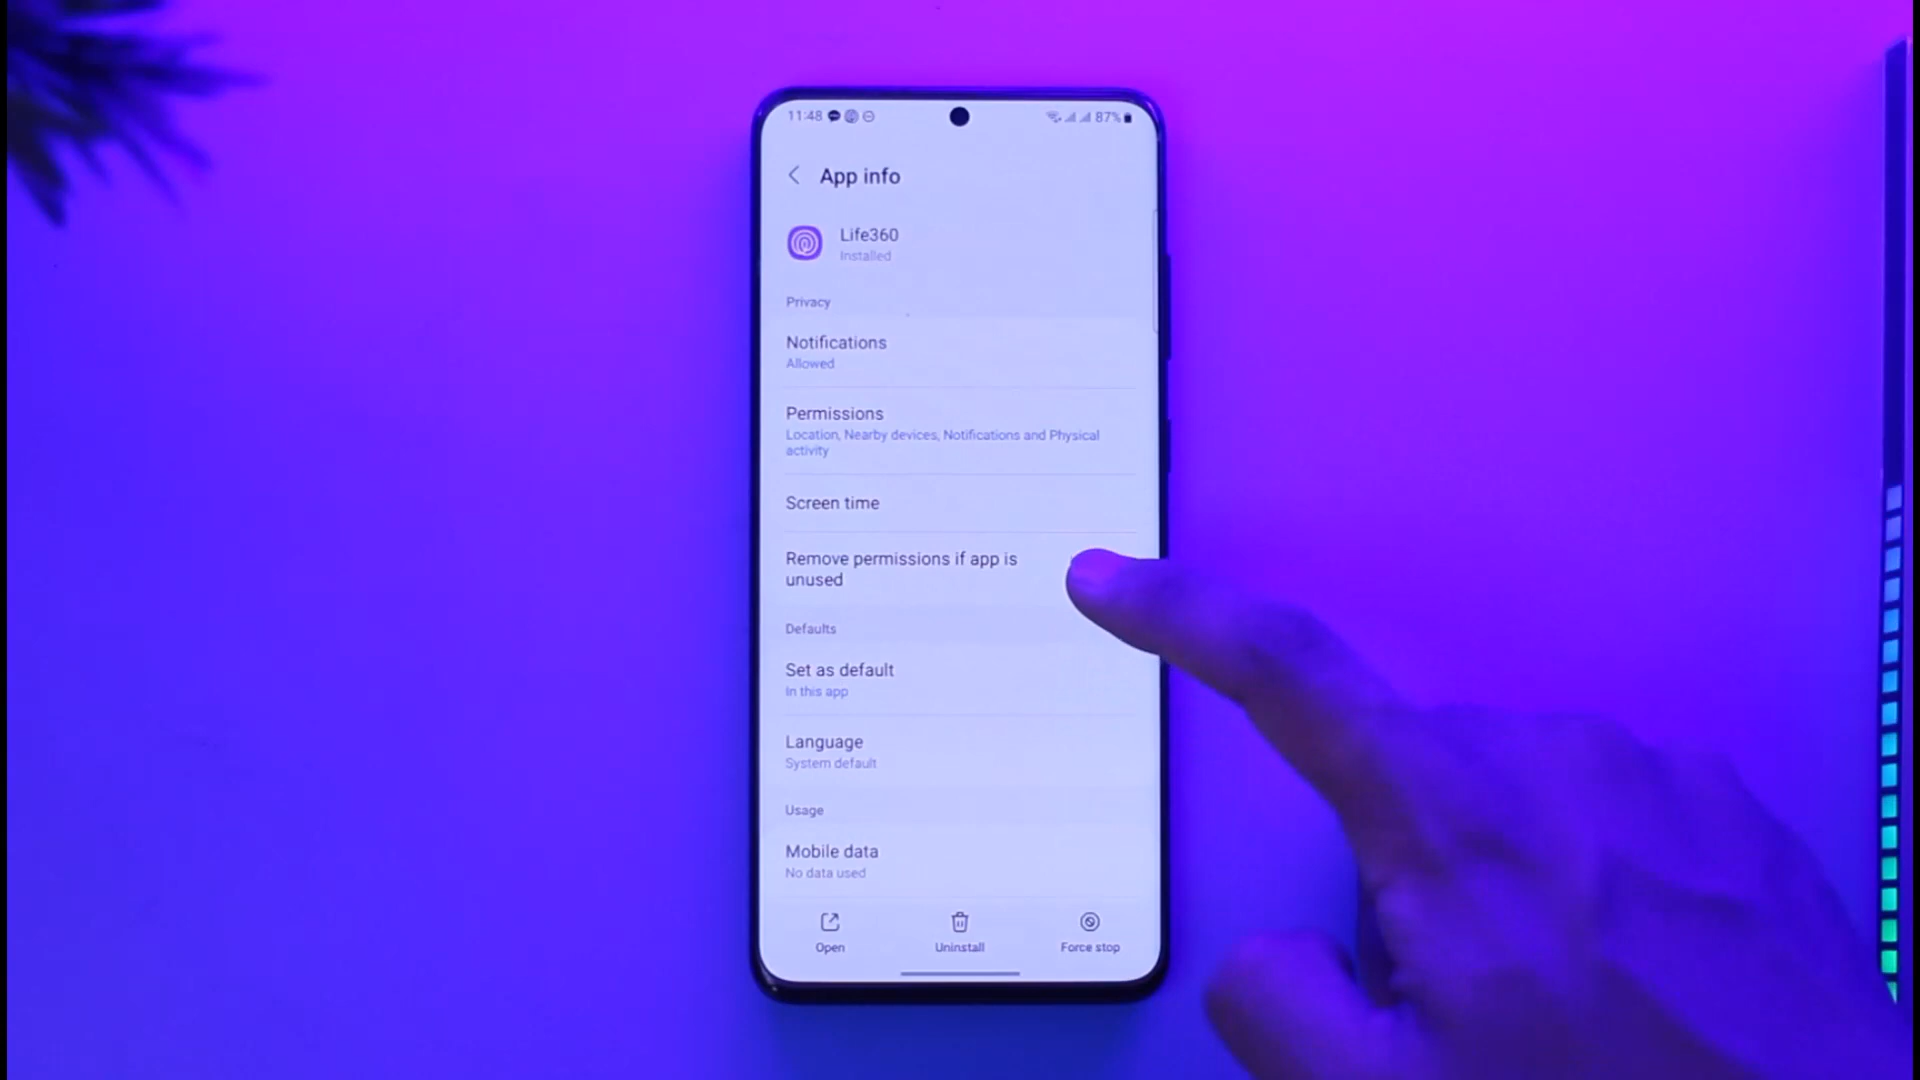 11:48
87%
App info
Life360
Installed
Privacy
Notifications
Allowed
Permissions
Location, Nearby devices, Notifications and Physical
activity
Screen time
Remove permissions if app is
unused
Defaults
Set as default
In this app
Language
System default
Usage
Mobile data
No data used
Open
Uninstall
Force stop